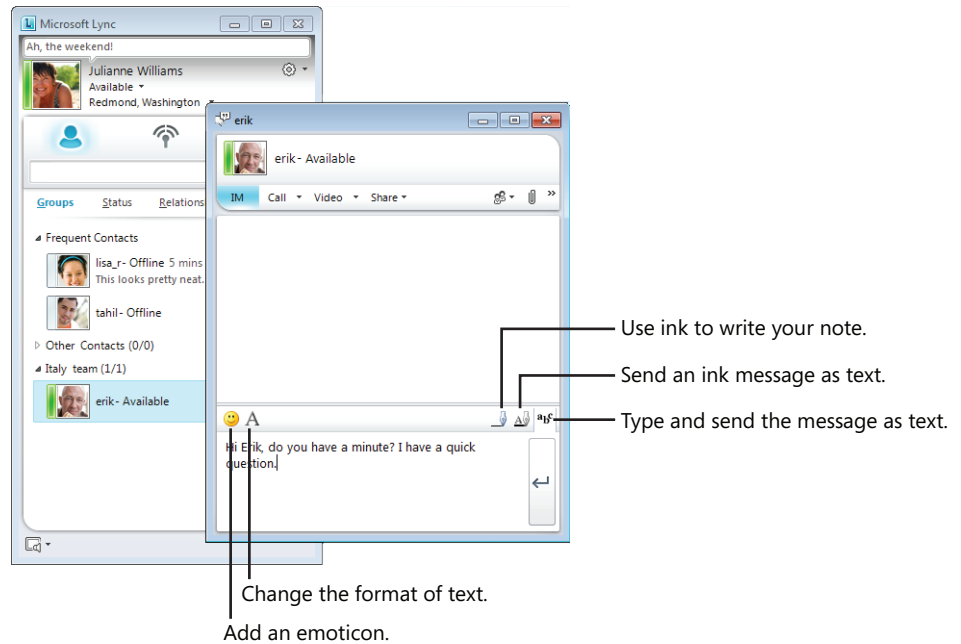 Microsoft Lync
Ah, the weekend!
Julianne Williams
Available
Redmond, Washington
erik
erik - Available
IM Call Video Share »
Groups Status Relations
Frequent Contacts
lisa_r - Offline 5 mins
This looks pretty neat.
tahil - Offline
Other Contacts (0/0)
Italy team (1/1)
erik - Available
Use ink to write your note.
Send an ink message as text.
Type and send the message as text.
A A abc
Hi Erik, do you have a minute? I have a quick
question.
Change the format of text.
Add an emoticon.